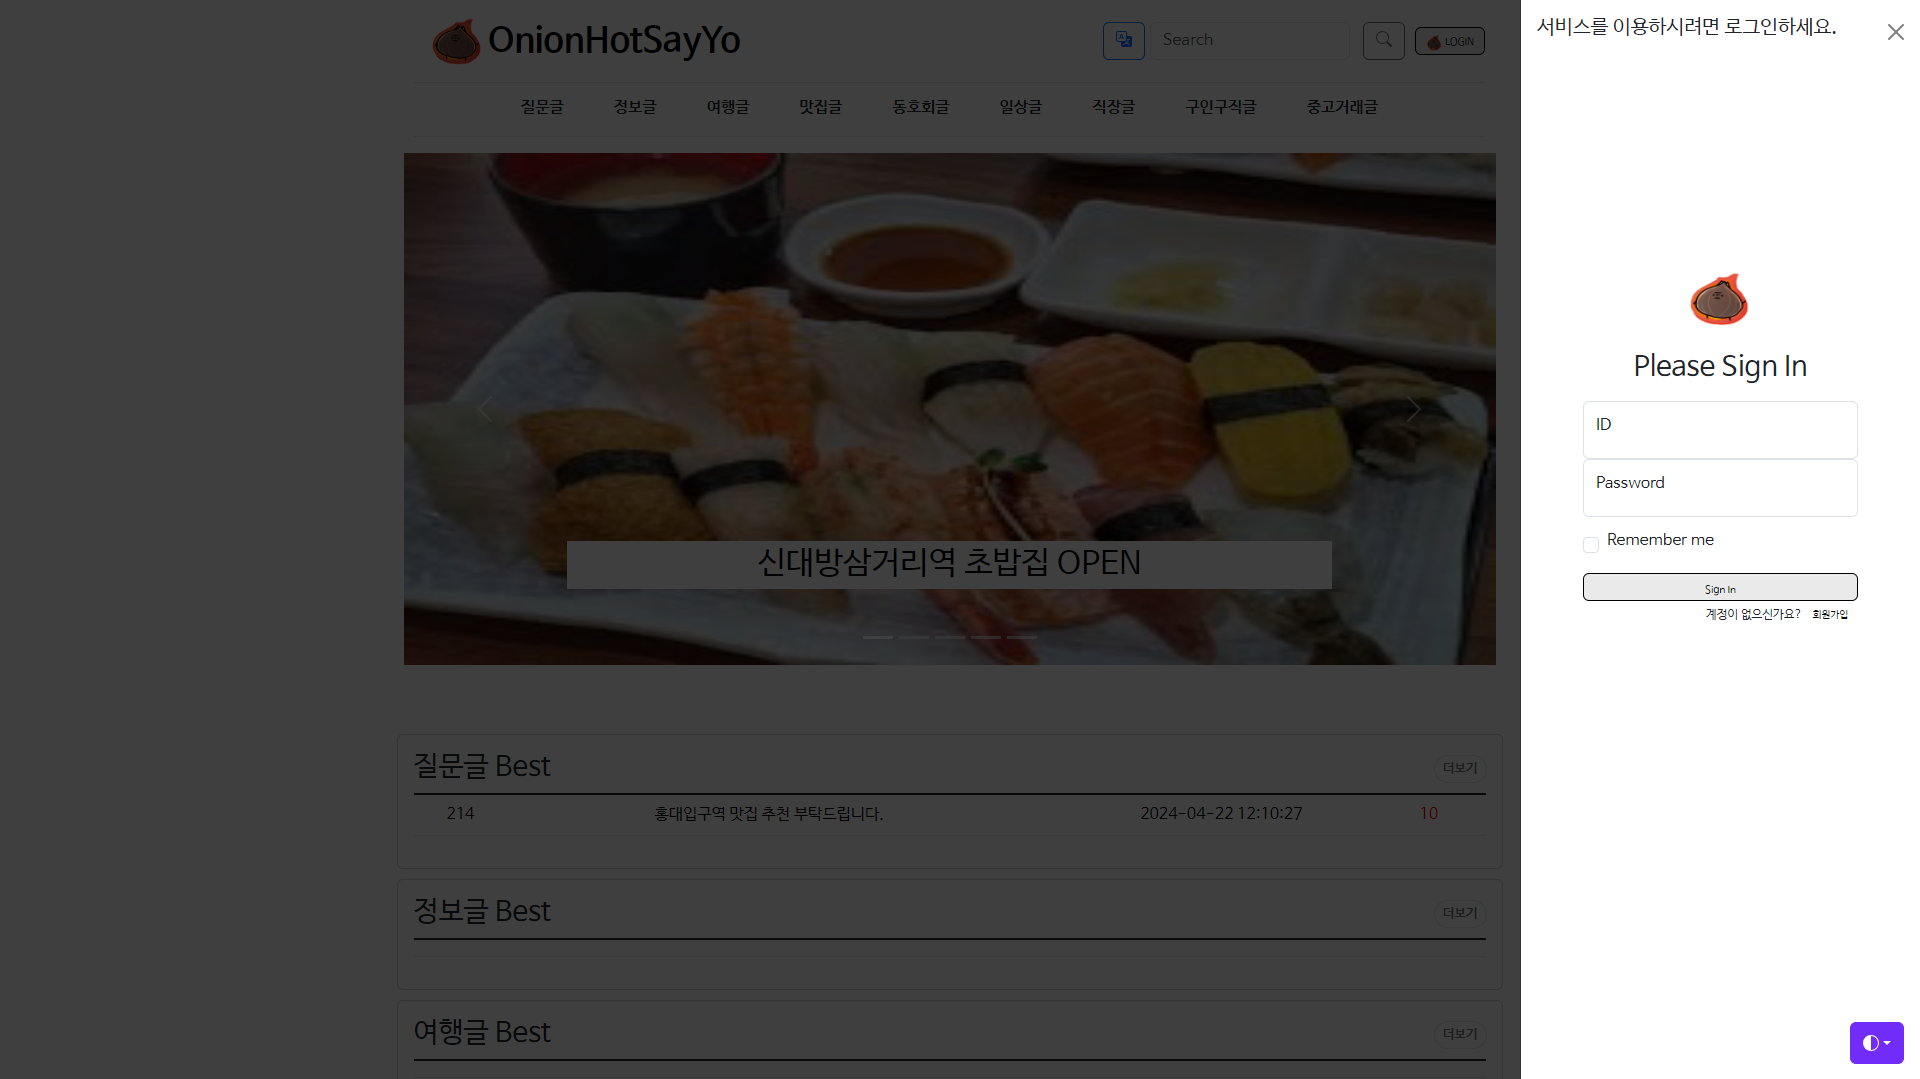 OnionHotSayYo
Search
LOGIN
질문글 정보글 여행글 맛집글 동호회글 일상글 직장글 구인구직글 중고거래글
신대방삼거리역 초밥집 OPEN
질문글 Best
더보기
214 홍대입구역 맛집 추천 부탁드립니다. 2024-04-22 12:10:27 10
정보글 Best
더보기
여행글 Best
더보기
서비스를 이용하시려면 로그인하세요.
Please Sign In
ID
Password
Remember me
Sign In
계정이 없으신가요? 회원가입